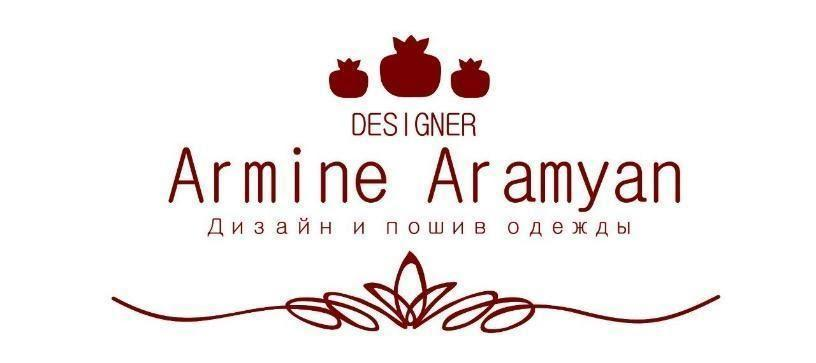 DESIGNER
Armine Aramyan
Дизайн и пошив одежды